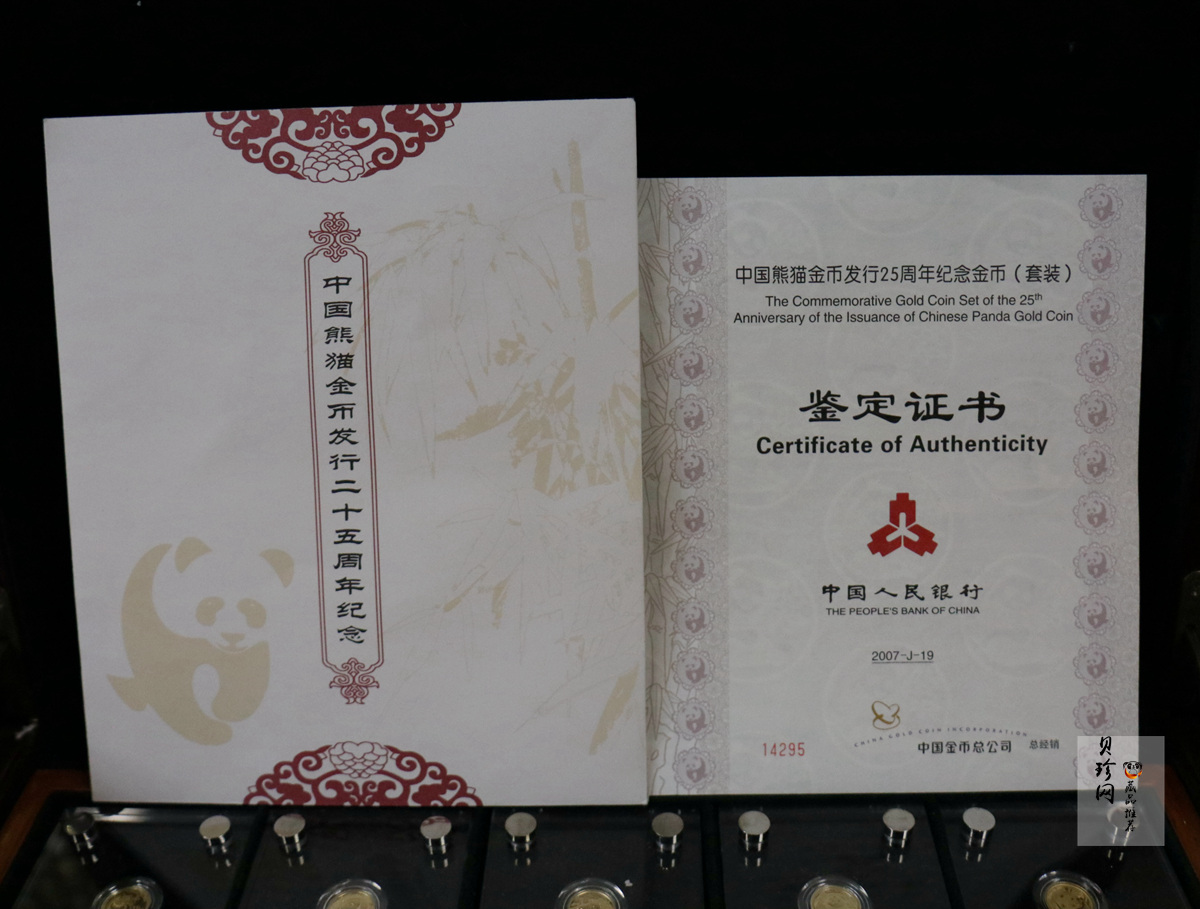 中国熊猫金币发行二十五周年纪念
中国熊猫金币发行25周年纪念金币（套装）
The Commemorative Gold Coin Set of the 25th
Anniversary of the Issuance of Chinese Panda Gold Coin
鉴定证书
Certificate of Authenticity
中国人民银行
THE PEOPLE'S BANK OF CHINA
2007-J-19
CHINA GOLD COIN INCORPORATION
中国金币总公司 总经销
14295
贝珍网
藏品推荐